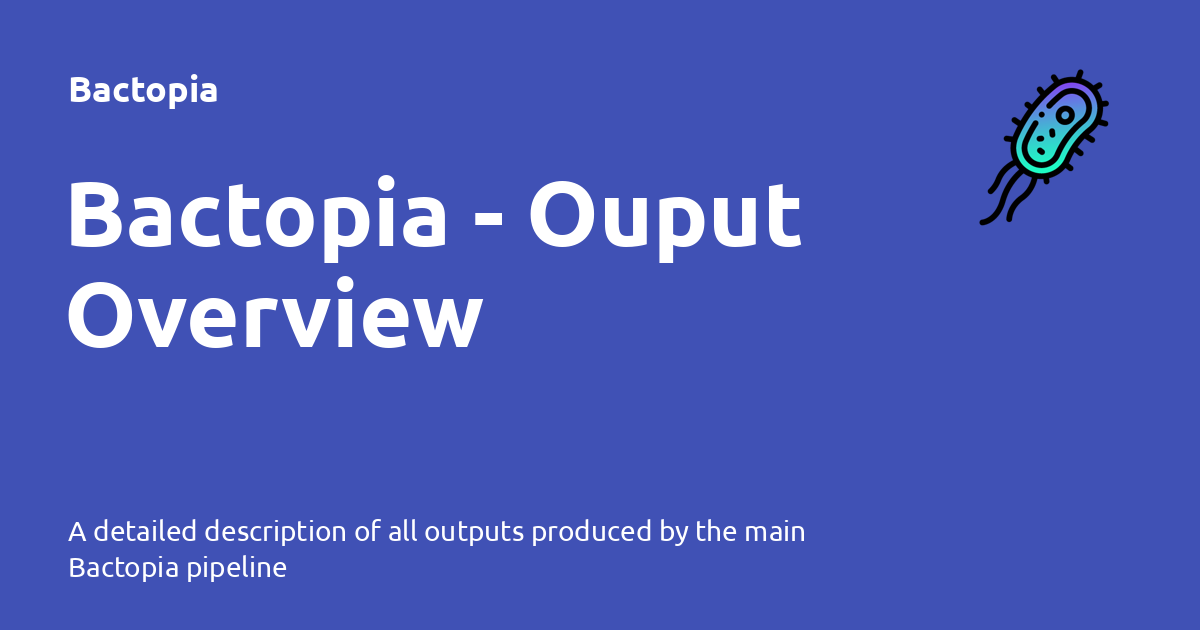 Bactopia
Bactopia - Ouput
Overview
A detailed description of all outputs produced by the main
Bactopia pipeline